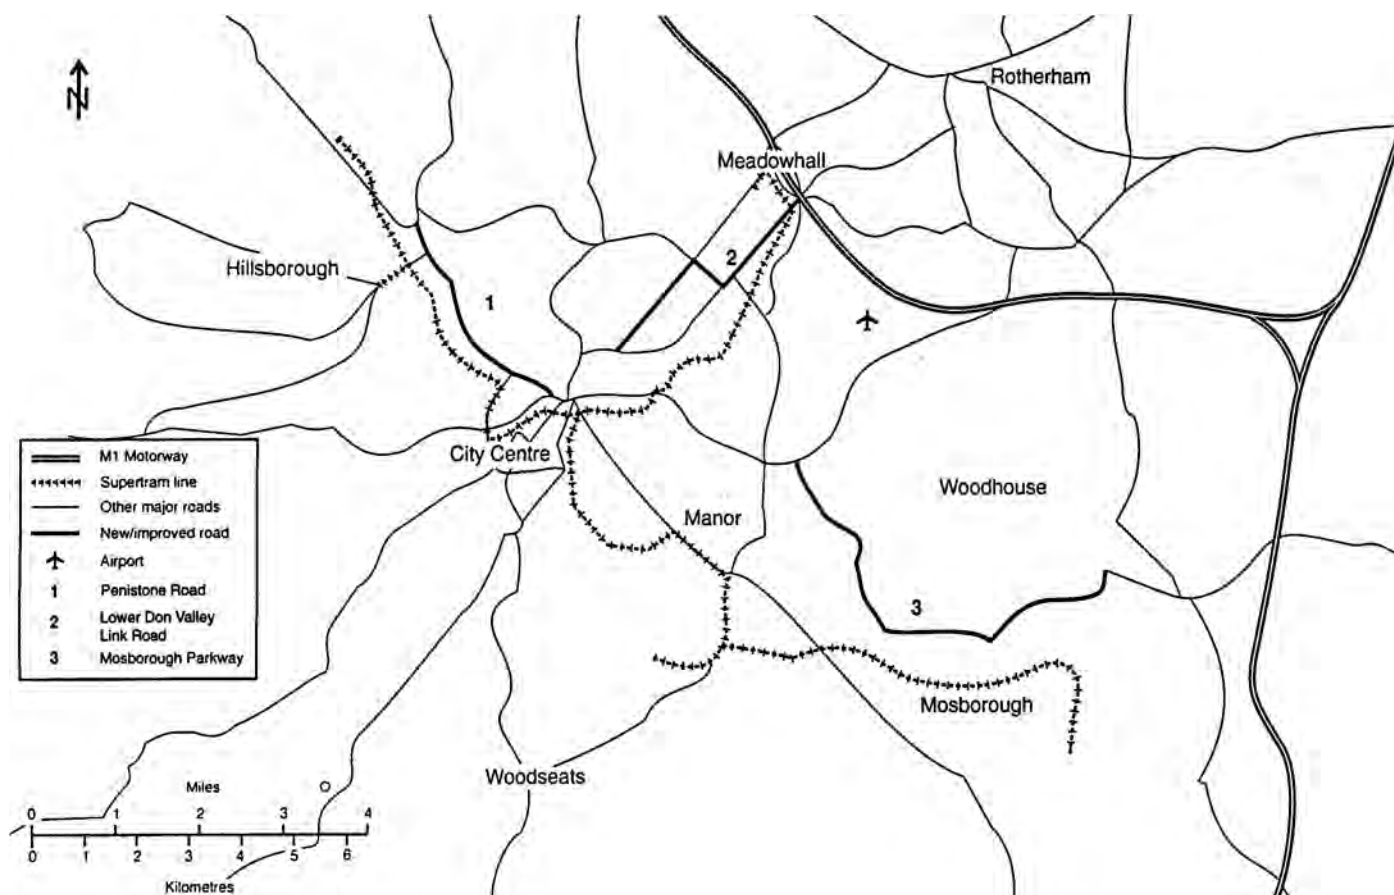 N
Rotherham
Meadowhall
Hillsborough
2
1
City Centre
Woodhouse
Manor
3
Mosborough
Woodseats
M1 Motorway
Supertram line
Other major roads
New/improved road
Airport
1 Penistone Road
2 Lower Don Valley
Link Road
3 Mosborough Parkway
Miles
0 1 2 3 4
0 1 2 3 4 5 6
Kilometres